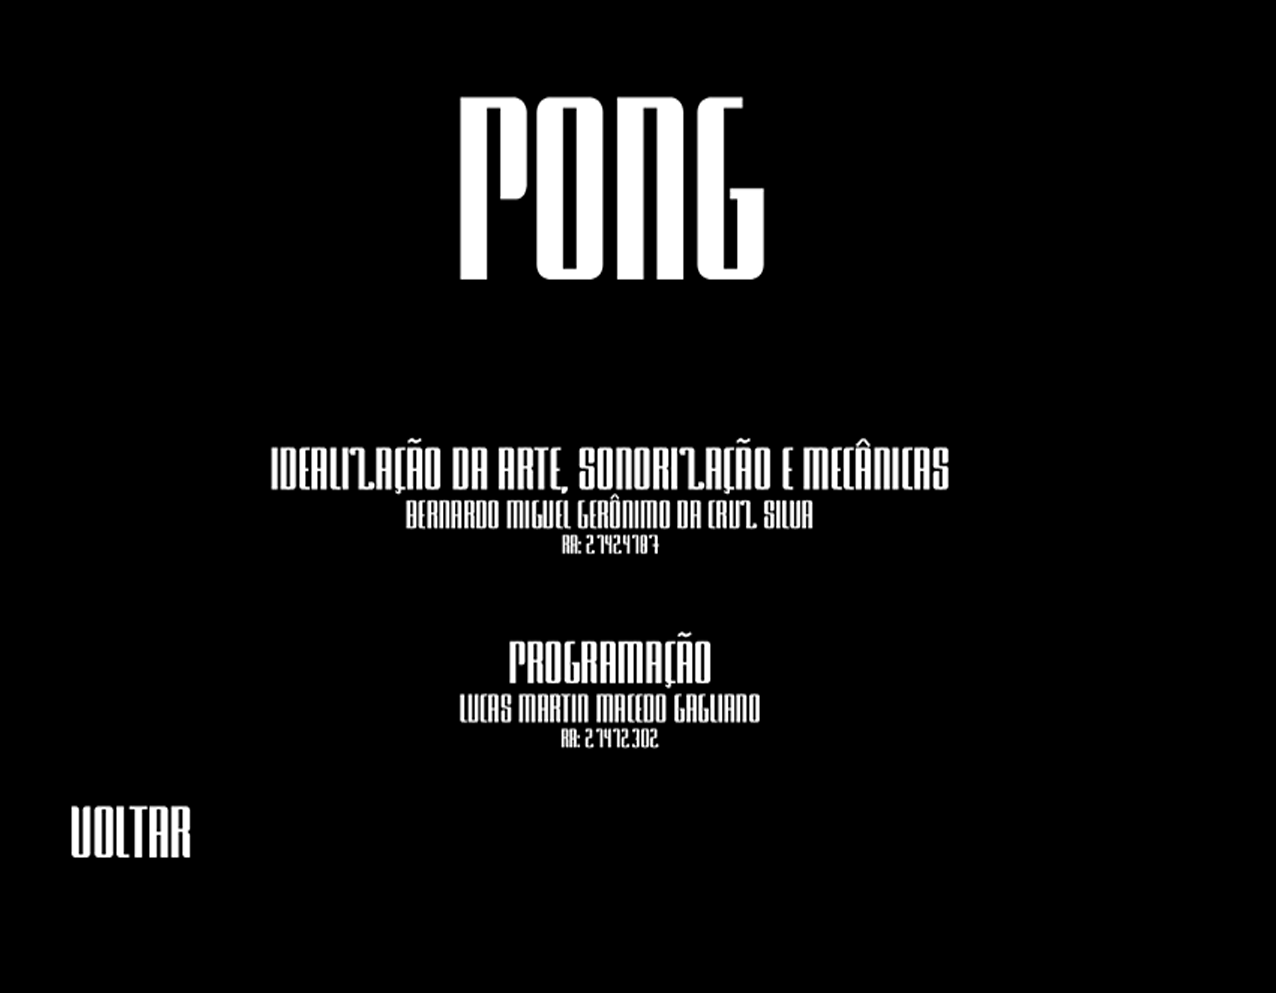 PONG
IDEALIZAÇÃO DA ARTE, SONORIZAÇÃO E MECÂNICAS
BERNARDO MIGUEL GERÔNIMO DA CRUZ SILVA
RA: 27424787
PROGRAMAÇÃO
LUCAS MARTIN MACEDO GAGLIANO
RA: 27472302
VOLTAR